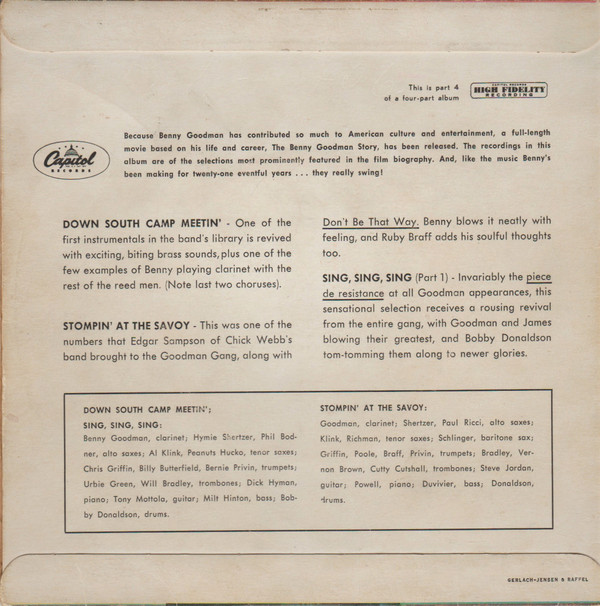 This is part 4
of a four-part album
CAPITOL RECORDS
HIGH FIDELITY
RECORDING
Capitol
RECORDS
Because Benny Goodman has contributed so much to American culture and entertainment, a full-length
movie based on his life and career, The Benny Goodman Story, has been released. The recordings in this
album are of the selections most prominently featured in the film biography. And, like the music Benny's
been making for twenty-one eventful years . . . they really swing!
DOWN SOUTH CAMP MEETIN' - One of the
first instrumentals in the band's library is revived
with exciting, biting brass sounds, plus one of the
few examples of Benny playing clarinet with the
rest of the reed men. (Note last two choruses).
STOMPIN' AT THE SAVOY - This was one of the
numbers that Edgar Sampson of Chick Webb's
band brought to the Goodman Gang, along with
Don't Be That Way. Benny blows it neatly with
feeling, and Ruby Braff adds his soulful thoughts
too.
SING, SING, SING (Part 1) - Invariably the piece
de resistance at all Goodman appearances, this
sensational selection receives a rousing revival
from the entire gang, with Goodman and James
blowing their greatest, and Bobby Donaldson
tom-tomming them along to newer glories.
DOWN SOUTH CAMP MEETIN';
SING, SING, SING:
Benny Goodman, clarinet; Hymie Shertzer, Phil Bod-
ner, alto saxes; Al Klink, Peanuts Hucko, tenor saxes;
Chris Griffin, Billy Butterfield, Bernie Privin, trumpets;
Urbie Green, Will Bradley, trombones; Dick Hyman,
piano; Tony Mottola, guitar; Milt Hinton, bass; Bob-
by Donaldson, drums.
STOMPIN' AT THE SAVOY:
Goodman, clarinet; Shertzer, Paul Ricci, alto saxes;
Klink, Richman, tenor saxes; Schlinger, baritone sax;
Griffin, Poole, Braff, Privin, trumpets; Bradley, Ver-
non Brown, Cutty Cutshall, trombones; Steve Jordan,
guitar; Powell, piano; Duvivier, bass; Donaldson,
drums.
GERLACH-JENSEN & RAFFEL